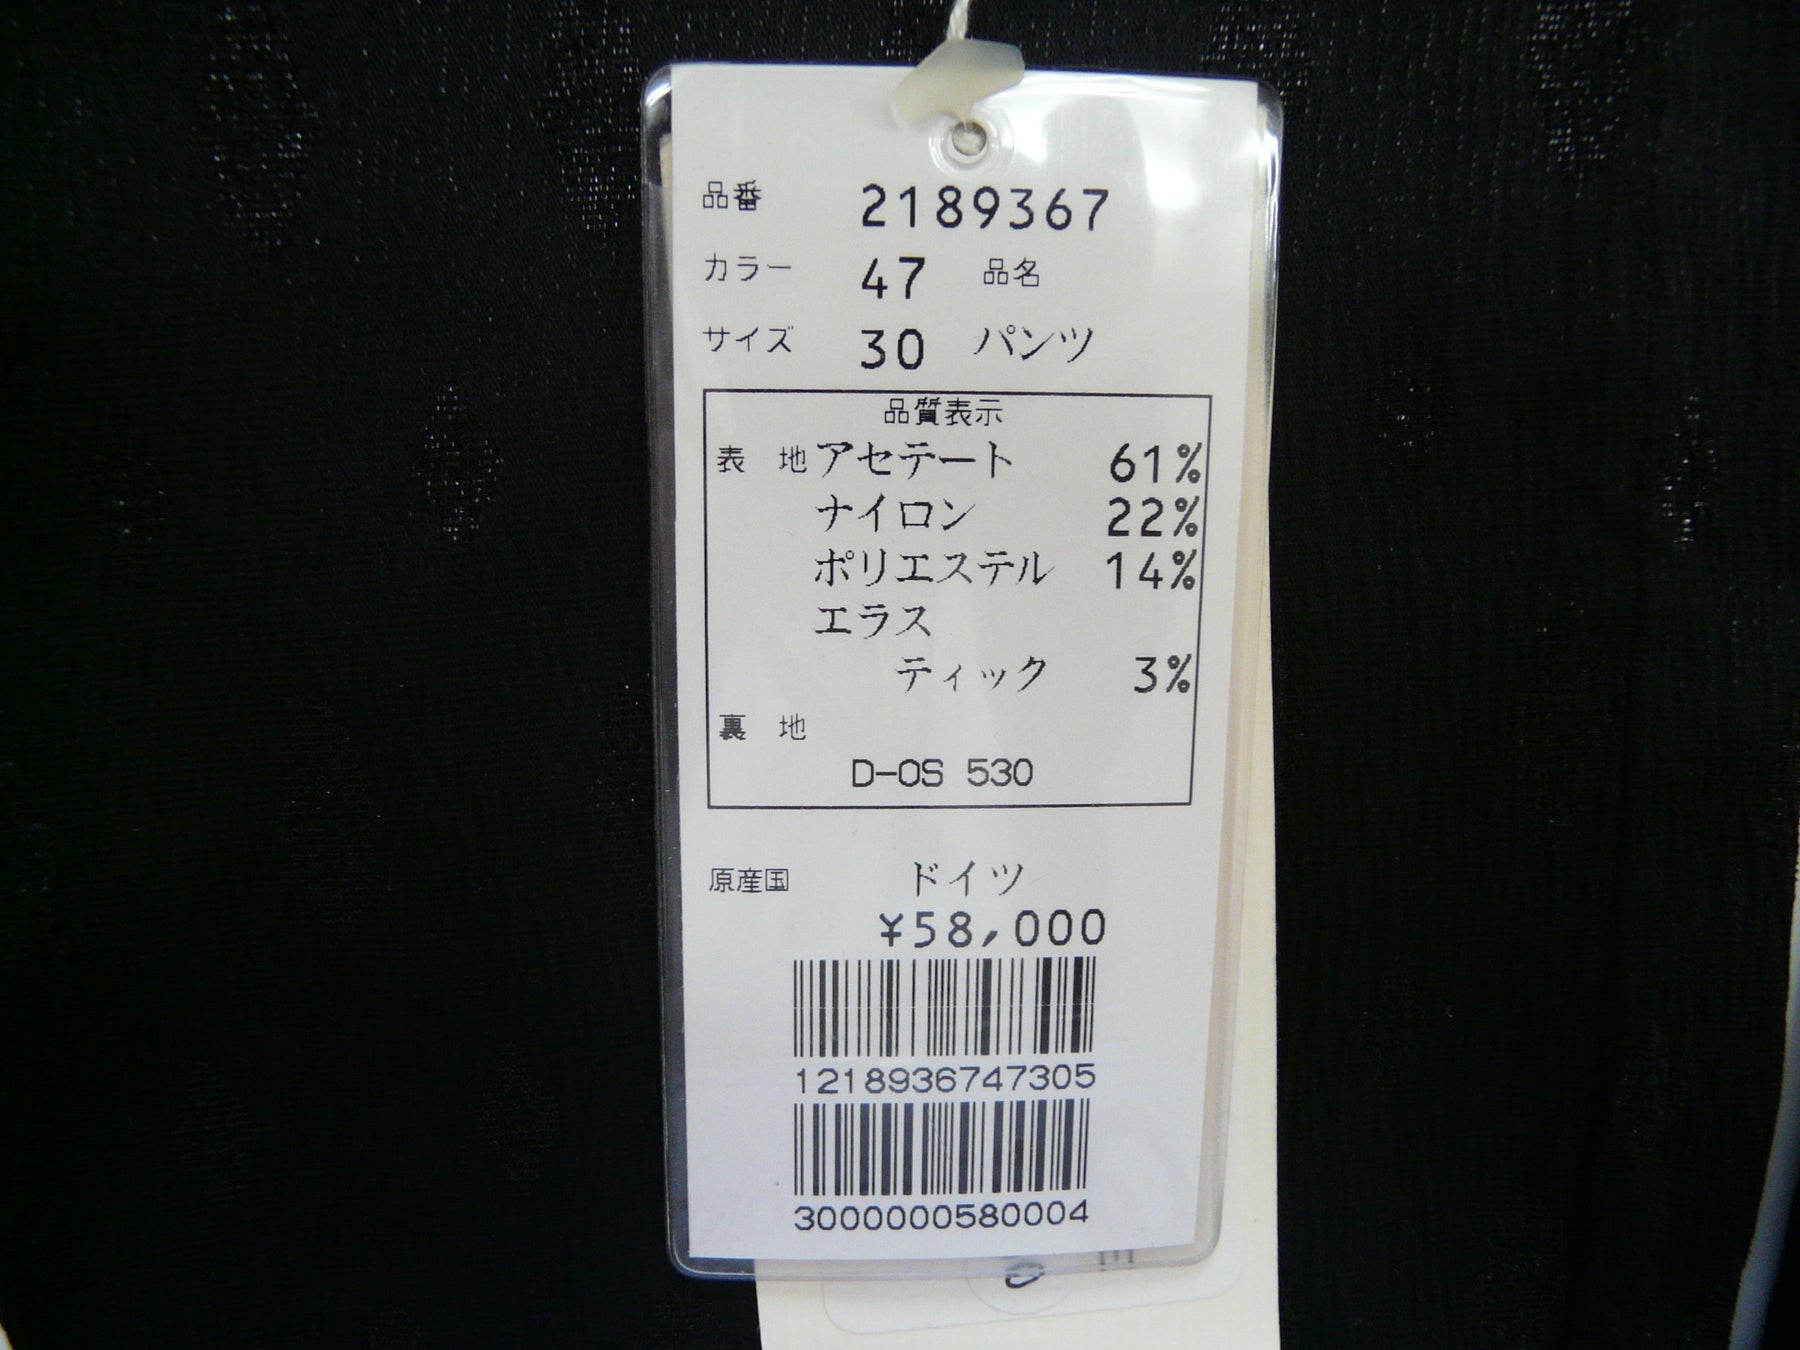 品番 2189367
カラー 47 品名
サイズ 30 パンツ
品質表示
表 地 アセテート 61%
ナイロン 22%
ポリエステル 14%
エラス
ティック 3%
裏 地
D-OS 530
原産国 ドイツ
¥58,000
1218936747305
3000000580004